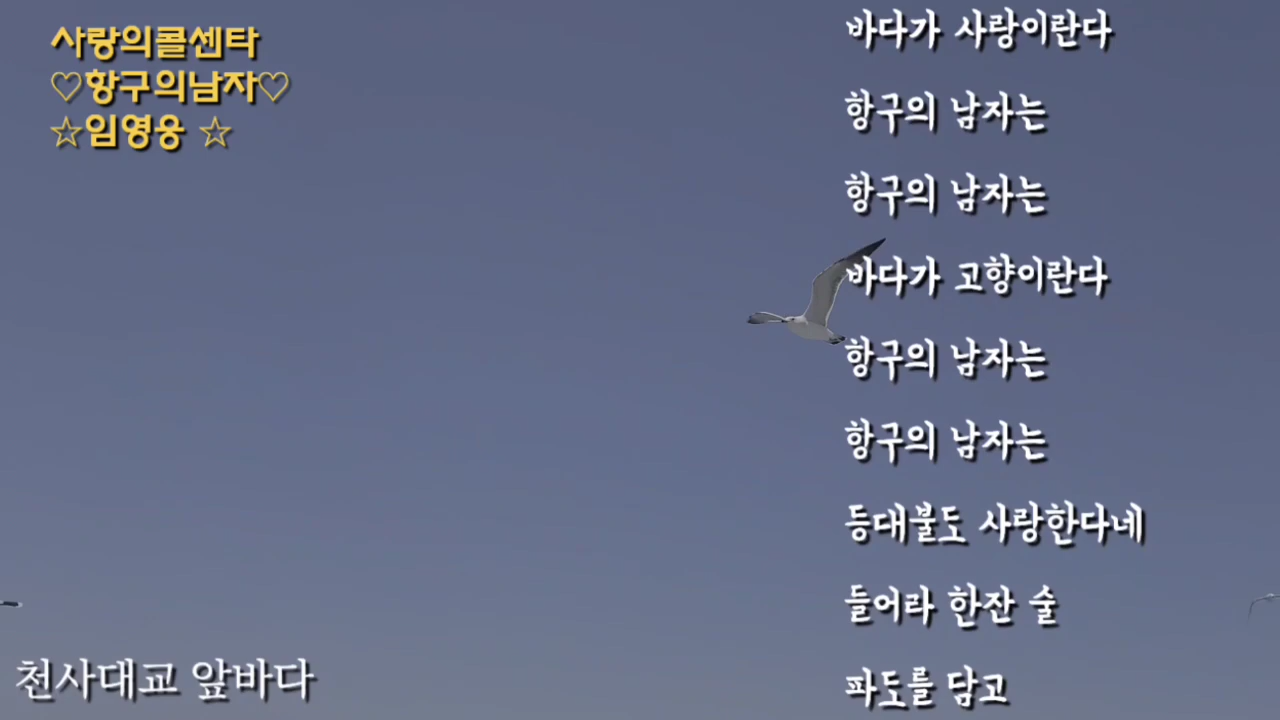 사랑의콜센타
♡항구의남자♡
☆임영웅 ☆
바다가 사랑이란다
항구의 남자는
항구의 남자는
바다가 고향이란다
항구의 남자는
항구의 남자는
등대불도 사랑한다네
들어라 한잔 술
파도를 담고
천사대교 앞바다